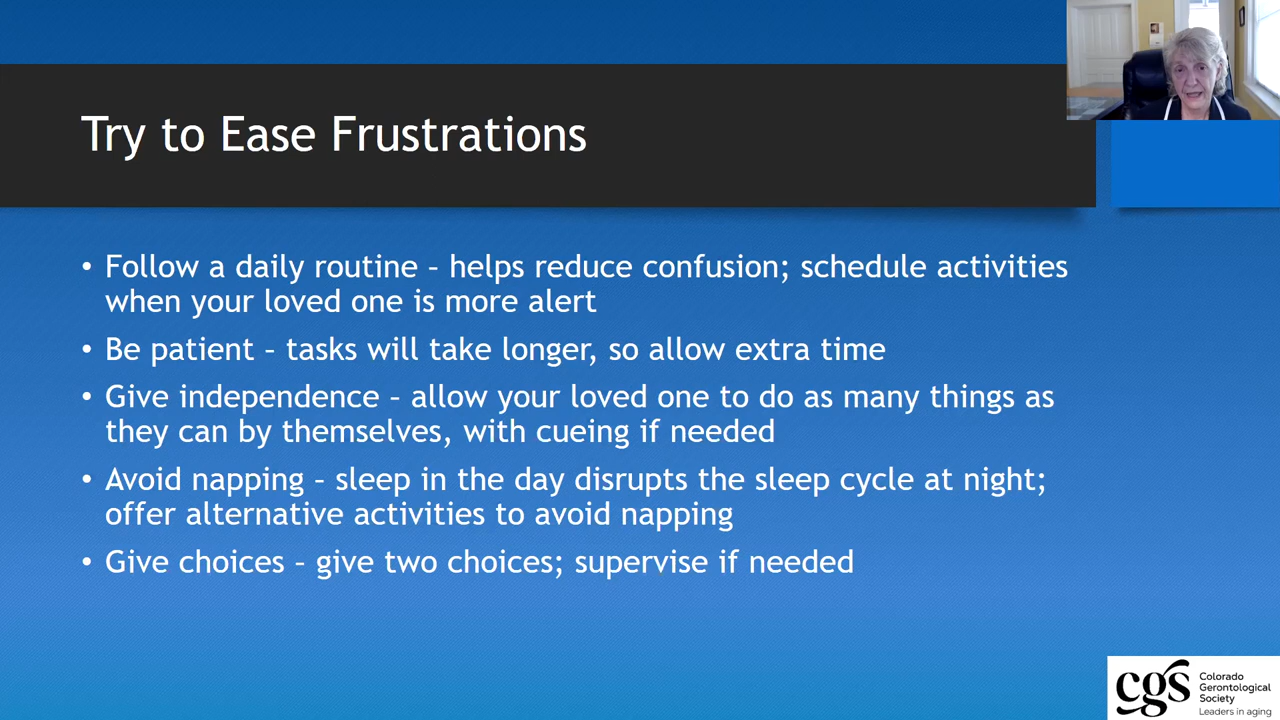 Try to Ease Frustrations
• Follow a daily routine – helps reduce confusion; schedule activities
when your loved one is more alert
• Be patient – tasks will take longer, so allow extra time
• Give independence – allow your loved one to do as many things as
they can by themselves, with cueing if needed
• Avoid napping – sleep in the day disrupts the sleep cycle at night;
offer alternative activities to avoid napping
• Give choices – give two choices; supervise if needed
cgs
Colorado
Gerontological
Society
Leaders in aging